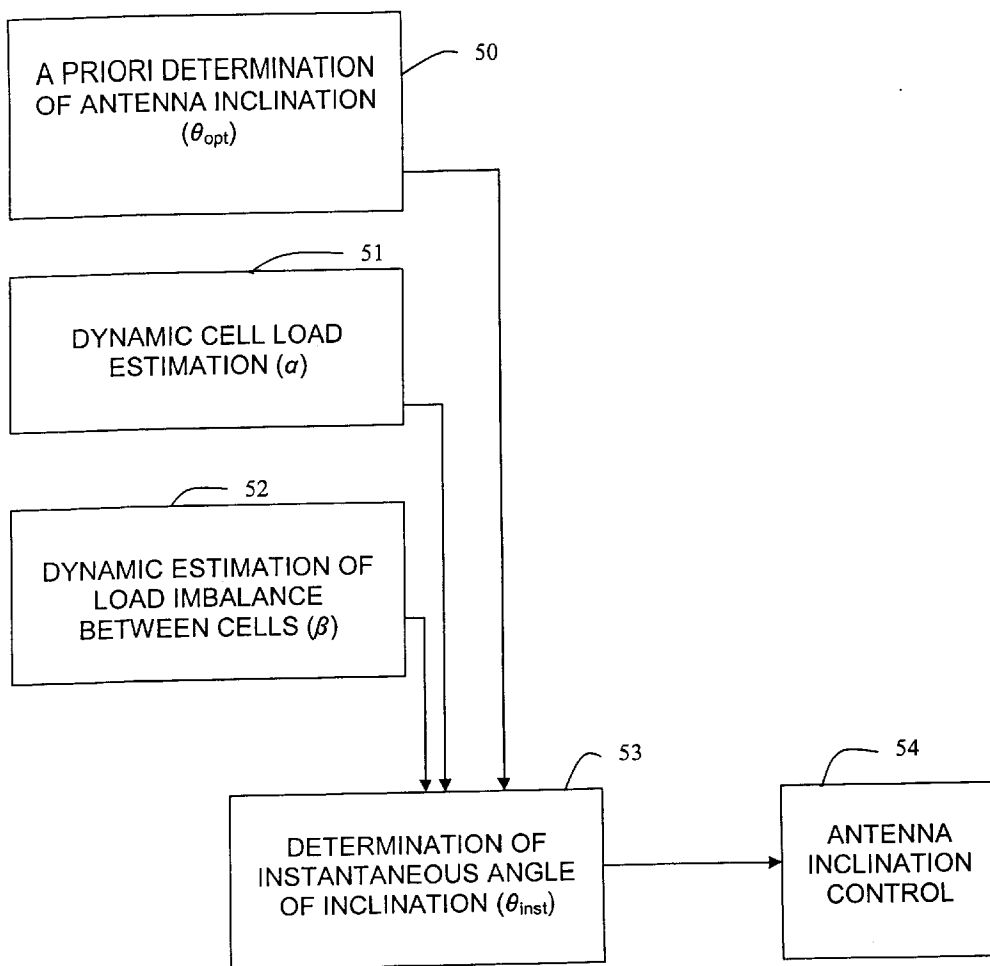 50
A PRIORI DETERMINATION
OF ANTENNA INCLINATION
(θopt)
51
DYNAMIC CELL LOAD
ESTIMATION (α)
52
DYNAMIC ESTIMATION OF
LOAD IMBALANCE
BETWEEN CELLS (β)
53
DETERMINATION OF
INSTANTANEOUS ANGLE
OF INCLINATION (θinst)
54
ANTENNA
INCLINATION
CONTROL